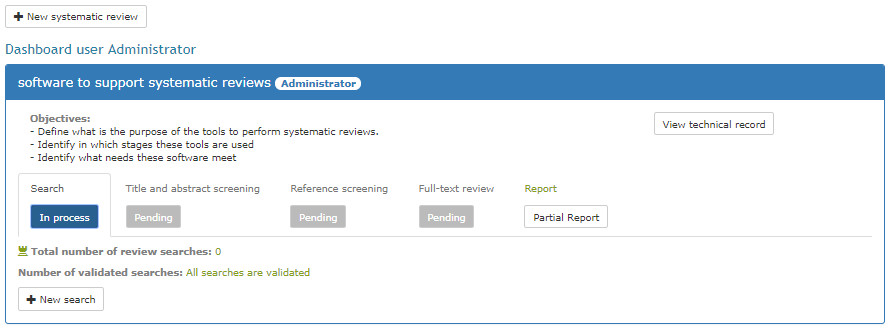 New systematic review
Dashboard user Administrator
software to support systematic reviews Administrator
Objectives:
- Define what is the purpose of the tools to perform systematic reviews.
- Identify in which stages these tools are used
- Identify what needs these software meet
View technical record
Search Title and abstract screening Reference screening Full-text review Report
In process Pending Pending Pending Partial Report
Total number of review searches: 0
Number of validated searches: All searches are validated
New search